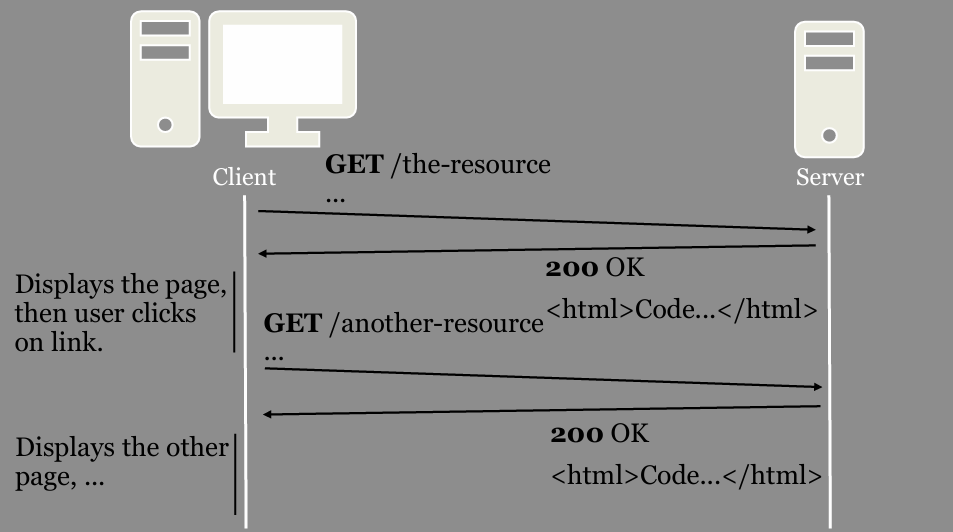 Client
Server
GET /the-resource
...
200 OK
<html>Code...</html>
Displays the page,
then user clicks
on link.
GET /another-resource
...
200 OK
<html>Code...</html>
Displays the other
page, ...